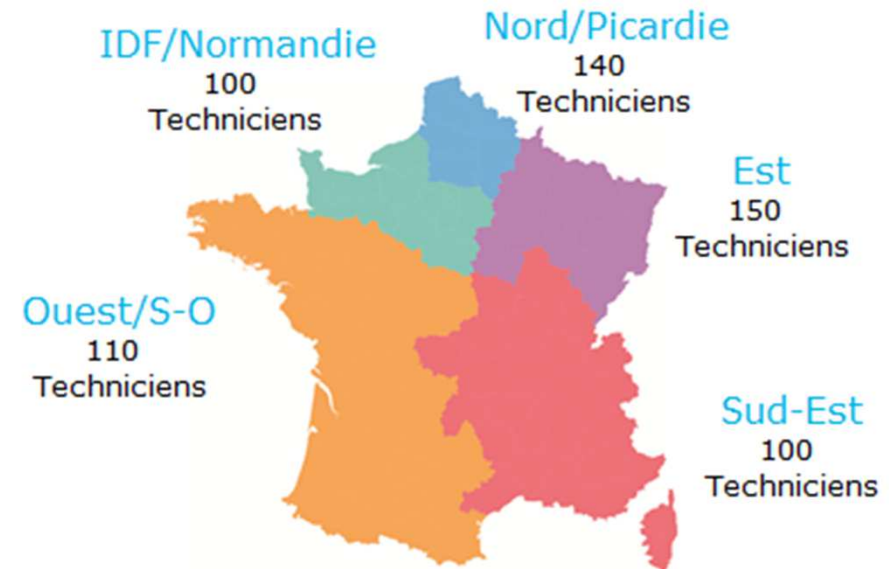 IDF/Normandie
100
Techniciens
Nord/Picardie
140
Techniciens
Est
150
Techniciens
Ouest/S-O
110
Techniciens
Sud-Est
100
Techniciens